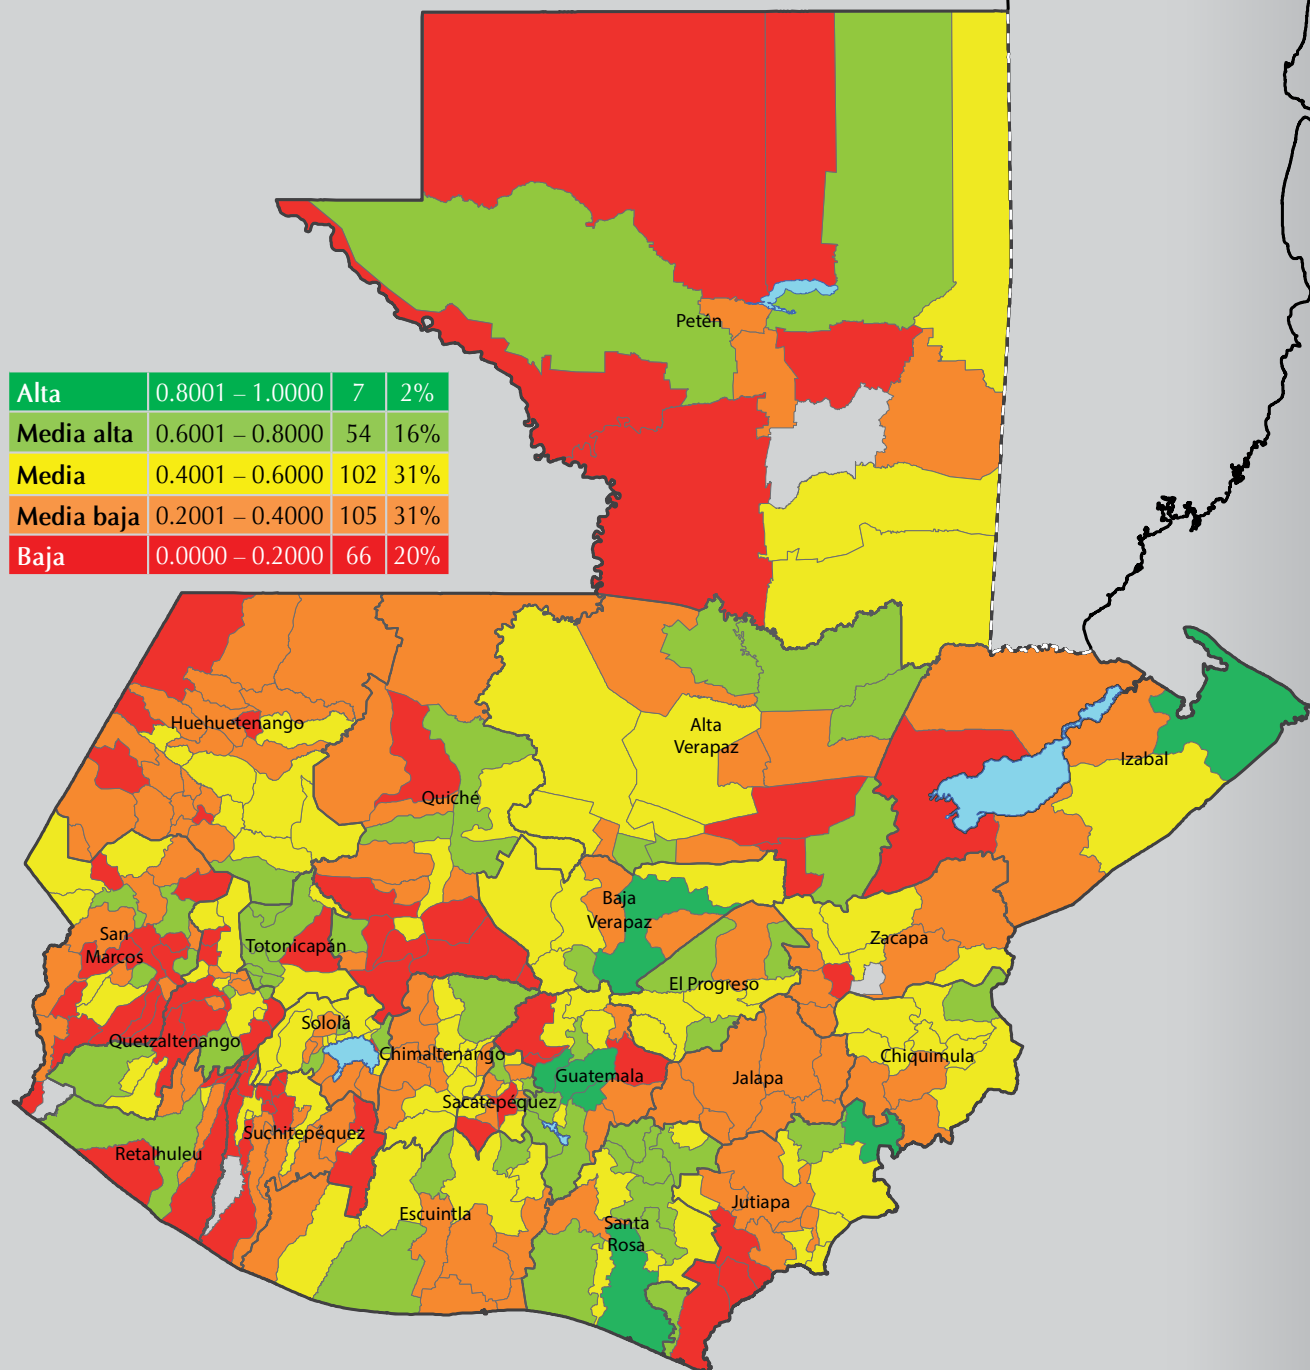 Petén
Alta 0.8001 – 1.0000 7 2%
Media alta 0.6001 – 0.8000 54 16%
Media 0.4001 – 0.6000 102 31%
Media baja 0.2001 – 0.4000 105 31%
Baja 0.0000 – 0.2000 66 20%
Huehuetenango
Alta
Verapaz
Izabal
Quiché
Baja
Verapaz
San
Marcos
Totonicapán
Zacapa
El Progreso
Sololá
Quetzaltenango
Chimaltenango
Chiquimula
Guatemala
Jalapa
Sacatepéquez
Suchitepéquez
Retalhuleu
Jutiapa
Escuintla
Santa
Rosa